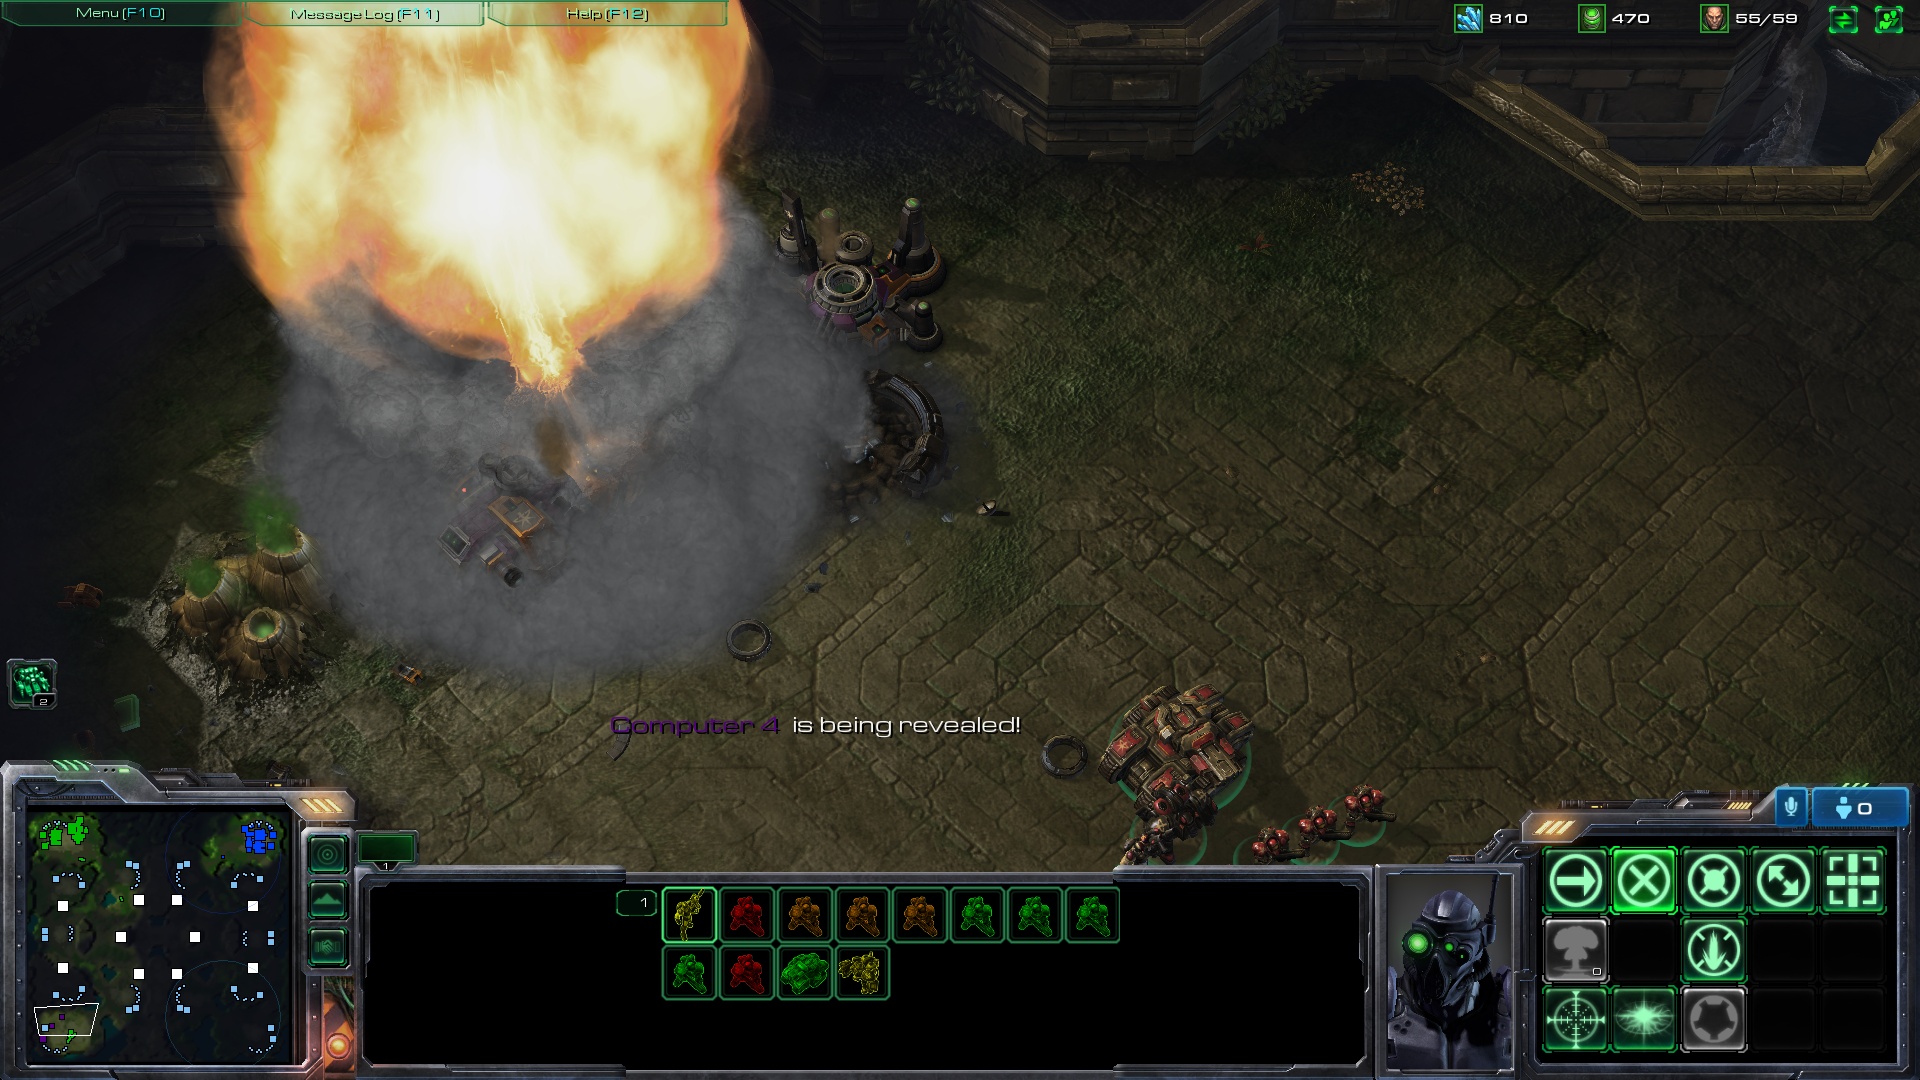 Menu (F10)
Message Log (F11)
Help (F12)
810
470
55/59
2
Computer 4 is being revealed!
0
1
1
0